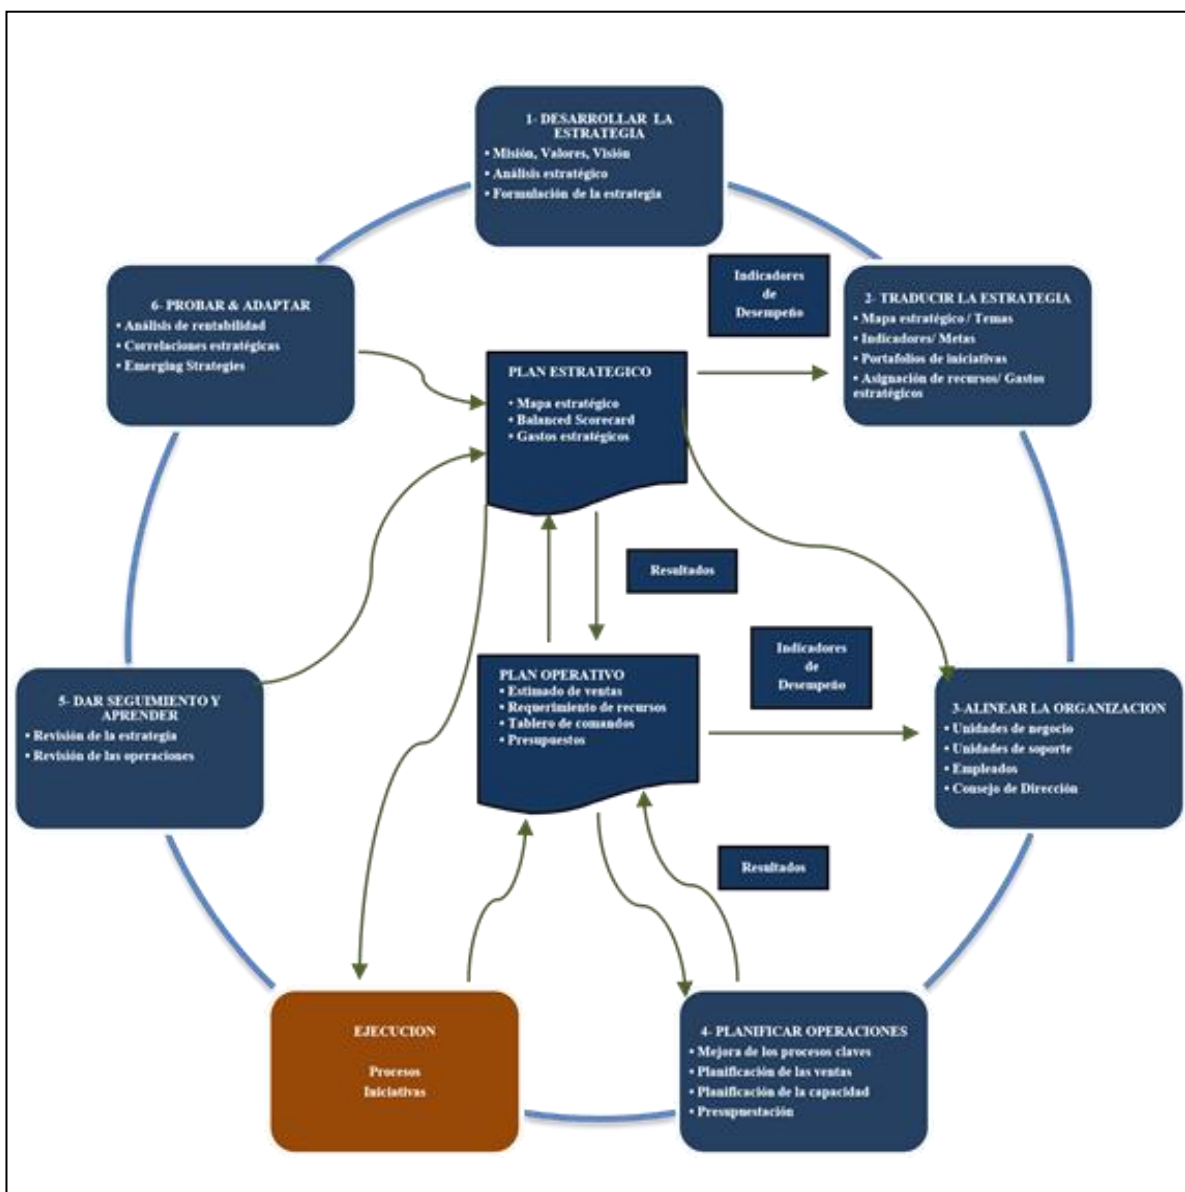 1- DESARROLLAR LA
ESTRATEGIA
• Misión, Valores, Visión
• Análisis estratégico
• Formulación de la estrategia
Indicadores
de
Desempeño
2- TRADUCIR LA ESTRATEGIA
• Mapa estratégico / Temas
• Indicadores/ Metas
• Portafolios de iniciativas
• Asignación de recursos/ Gastos
estratégicos
6- PROBAR & ADAPTAR
• Análisis de rentabilidad
• Correlaciones estratégicas
• Emerging Strategies
PLAN ESTRATEGICO
• Mapa estratégico
• Balanced Scorecard
• Gastos estratégicos
Resultados
Indicadores
de
Desempeño
PLAN OPERATIVO
• Estimado de ventas
• Requerimiento de recursos
• Tablero de comandos
• Presupuestos
5- DAR SEGUIMIENTO Y
APRENDER
• Revisión de la estrategia
• Revisión de las operaciones
3-ALINEAR LA ORGANIZACION
• Unidades de negocio
• Unidades de soporte
• Empleados
• Consejo de Dirección
Resultados
EJECUCION
Procesos
Iniciativas
4- PLANIFICAR OPERACIONES
• Mejora de los procesos claves
• Planificación de las ventas
• Planificación de la capacidad
• Presupuestación